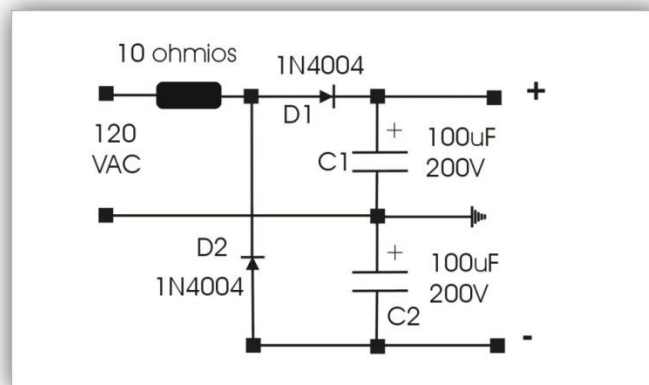 10 ohmios
1N4004
D1
+
120
VAC
+
C1
100uF
200V
D2
1N4004
+
100uF
200V
C2
-